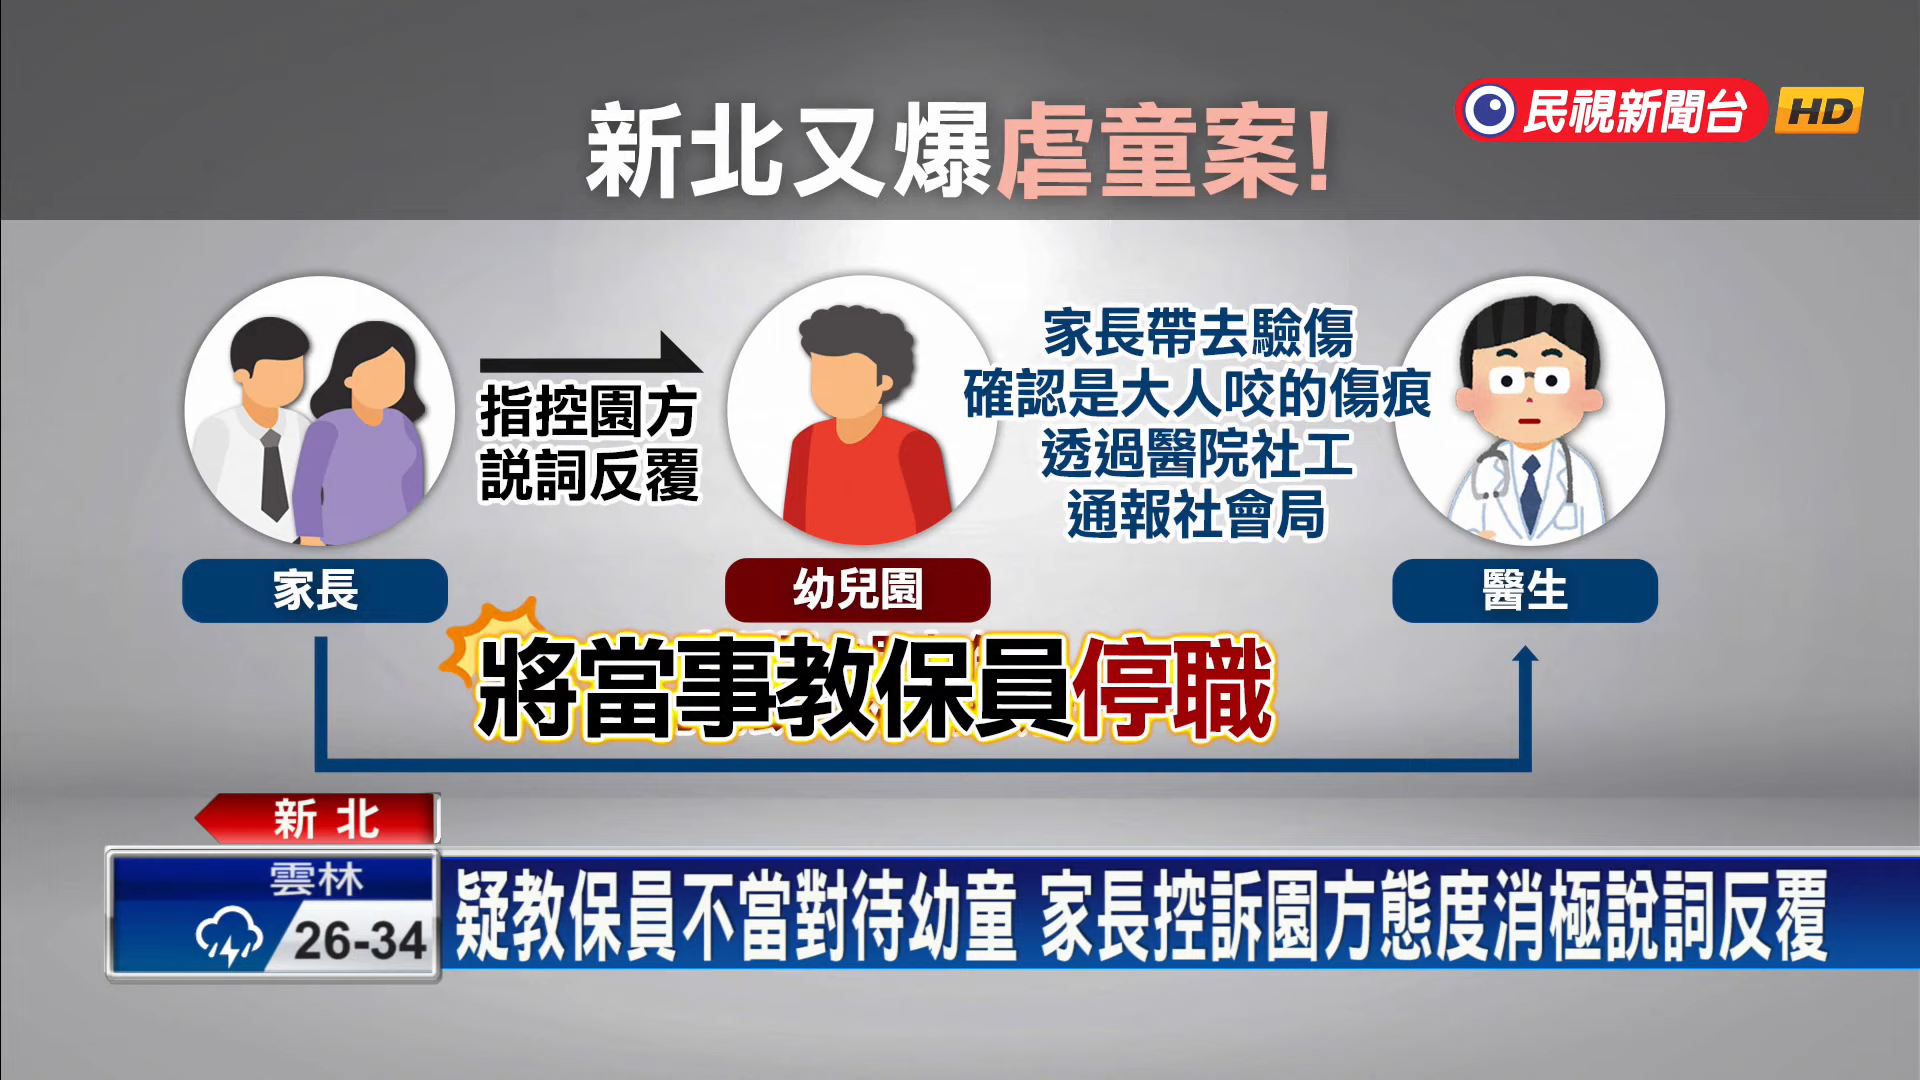 新北又爆虐童案!
民視新聞台 HD
指控園方
說詞反覆
家長帶去驗傷
確認是大人咬的傷痕
透過醫院社工
通報社會局
家長
幼兒園
醫生
將當事教保員停職
新北
雲林
26-34
疑教保員不當對待幼童 家長控訴園方態度消極說詞反覆